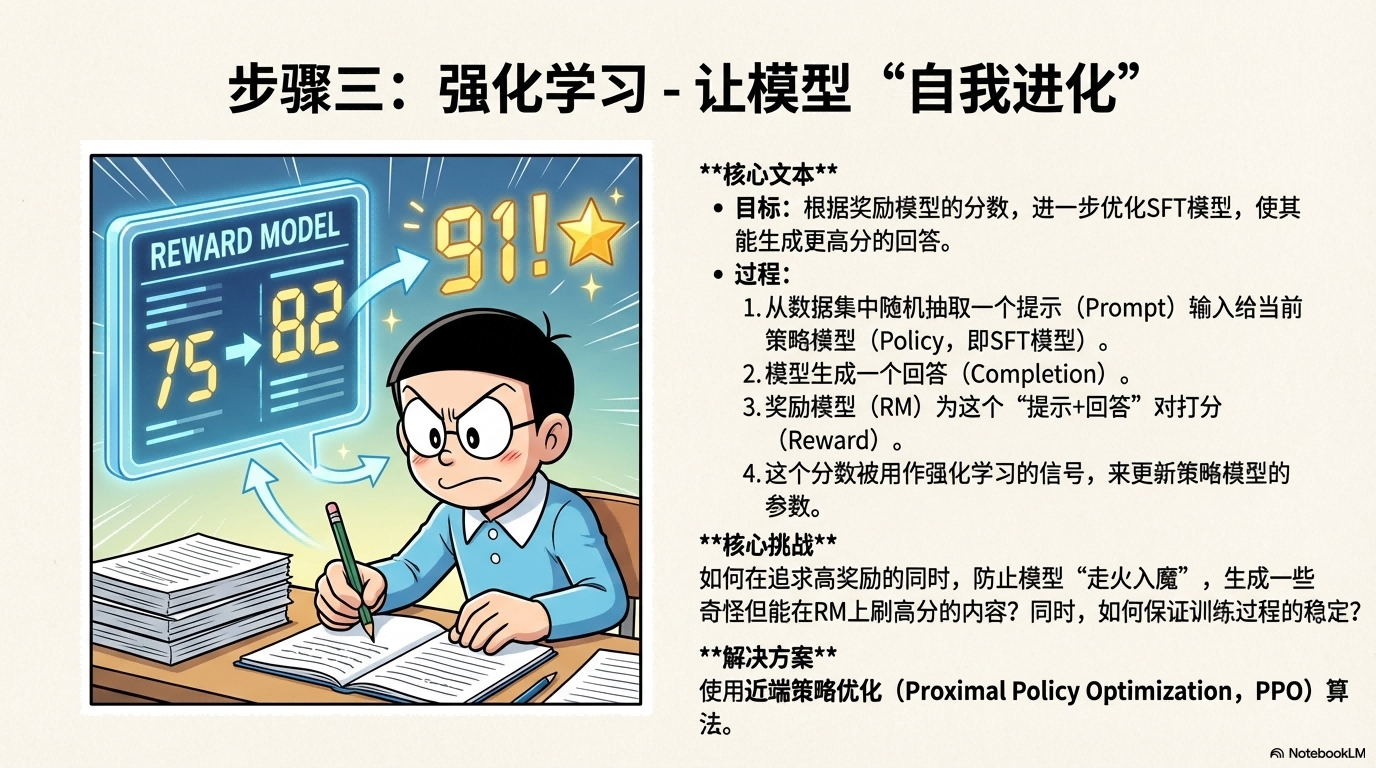 步骤三：强化学习 - 让模型“自我进化”
REWARD MODEL
75
82
91!
**核心文本**
• 目标：根据奖励模型的分数，进一步优化SFT模型，使其
能生成更高分的回答。
• 过程：
1. 从数据集中随机抽取一个提示（Prompt）输入给当前
策略模型（Policy，即SFT模型）。
2. 模型生成一个回答（Completion）。
3. 奖励模型（RM）为这个“提示+回答”对打分
（Reward）。
4. 这个分数被用作强化学习的信号，来更新策略模型的
参数。
**核心挑战**
如何在追求高奖励的同时，防止模型“走火入魔”，生成一些
奇怪但能在RM上刷高分的内容？同时，如何保证训练过程的稳定？
**解决方案**
使用近端策略优化（Proximal Policy Optimization，PPO）算
法。
NotebookLM